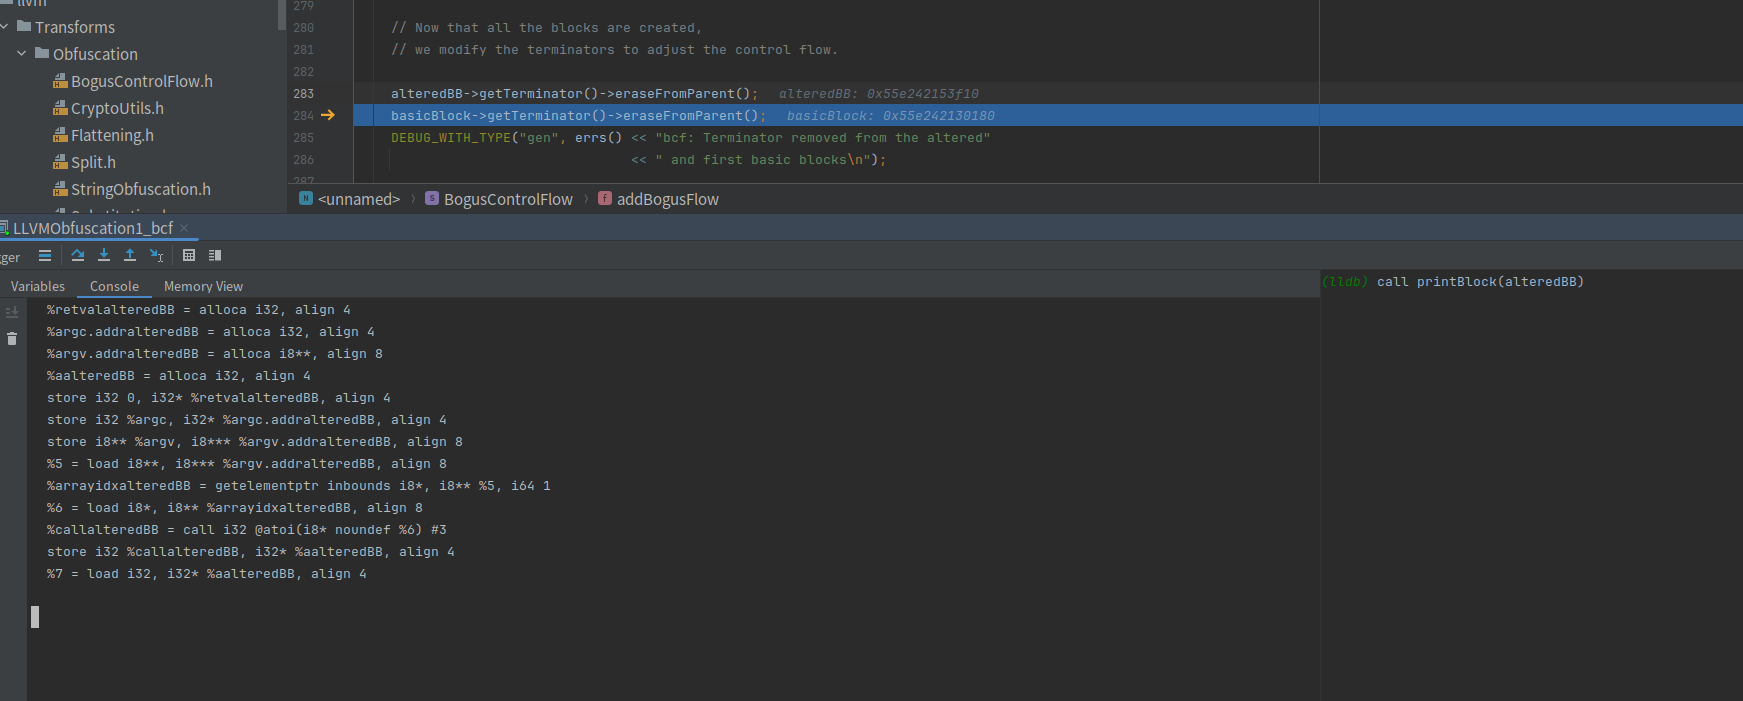 llvm
Transforms
Obfuscation
BogusControlFlow.h
CryptoUtils.h
Flattening.h
Split.h
StringObfuscation.h
279
280 // Now that all the blocks are created,
281 // we modify the terminators to adjust the control flow.
282
283 alteredBB->getTerminator()->eraseFromParent(); alteredBB: 0x55e242153f10
284 basicBlock->getTerminator()->eraseFromParent(); basicBlock: 0x55e242130180
285 DEBUG_WITH_TYPE("gen", errs() << "bcf: Terminator removed from the altered"
286 << " and first basic blocks\n");
287
N <unnamed> S BogusControlFlow f addBogusFlow
LLVMObfuscation1_bcf
ger
Variables Console Memory View
%retvalalteredBB = alloca i32, align 4
%argc.addralteredBB = alloca i32, align 4
%argv.addralteredBB = alloca i8**, align 8
%aalteredBB = alloca i32, align 4
store i32 0, i32* %retvalalteredBB, align 4
store i32 %argc, i32* %argc.addralteredBB, align 4
store i8** %argv, i8*** %argv.addralteredBB, align 8
%5 = load i8**, i8*** %argv.addralteredBB, align 8
%arrayidxalteredBB = getelementptr inbounds i8*, i8** %5, i64 1
%6 = load i8*, i8** %arrayidxalteredBB, align 8
%callalteredBB = call i32 @atoi(i8* noundef %6) #3
store i32 %callalteredBB, i32* %aalteredBB, align 4
%7 = load i32, i32* %aalteredBB, align 4
(lldb) call printBlock(alteredBB)